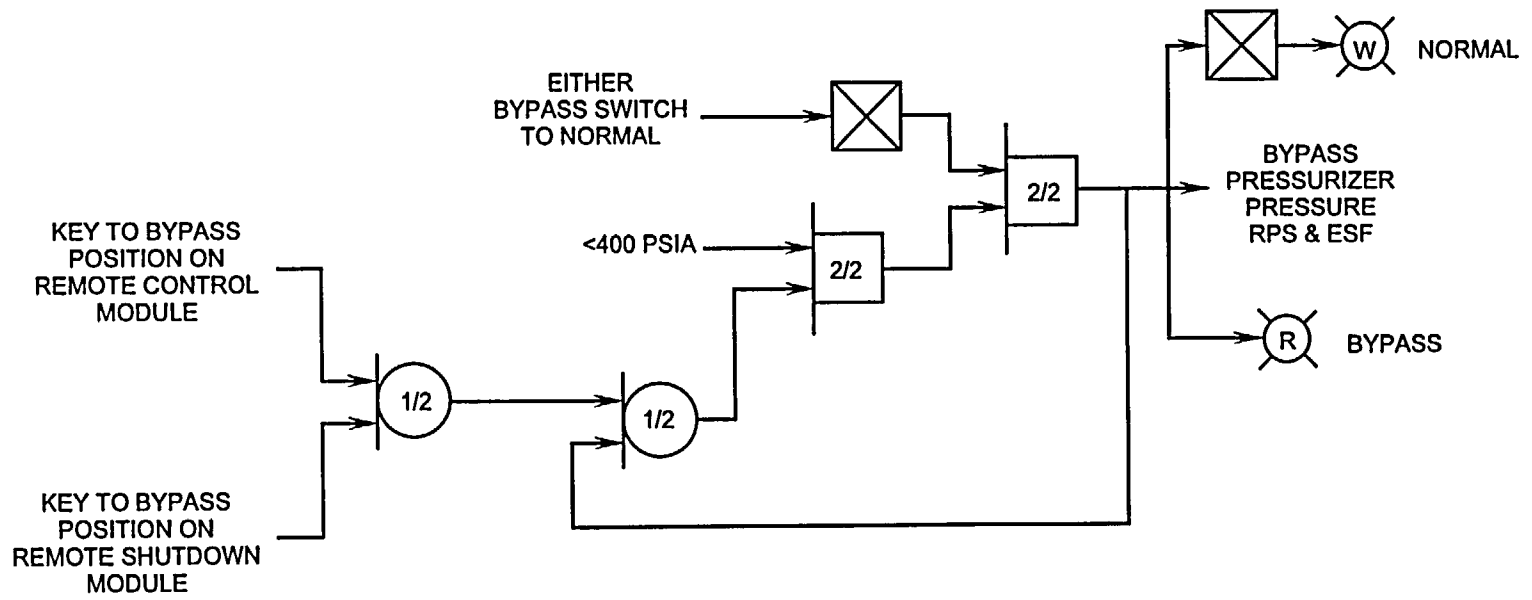 W
NORMAL
EITHER
BYPASS SWITCH
TO NORMAL
2/2
BYPASS
PRESSURIZER
PRESSURE
RPS & ESF
KEY TO BYPASS
POSITION ON
REMOTE CONTROL
MODULE
<400 PSIA
2/2
R
BYPASS
1/2
1/2
KEY TO BYPASS
POSITION ON
REMOTE SHUTDOWN
MODULE